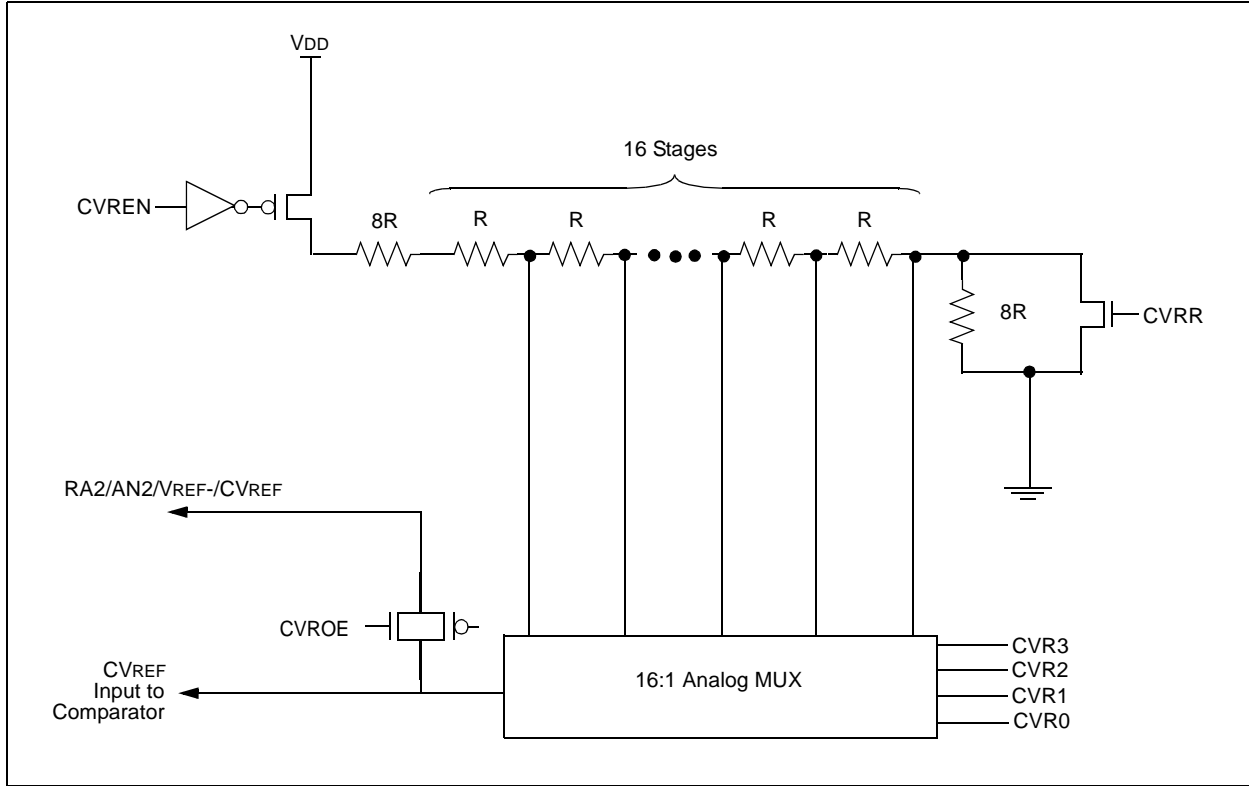 VDD
16 Stages
CVREN
8R
R
R
R
R
8R
CVRR
RA2/AN2/VREF-/CVREF
CVROE
CVREF
Input to
Comparator
16:1 Analog MUX
CVR3
CVR2
CVR1
CVR0